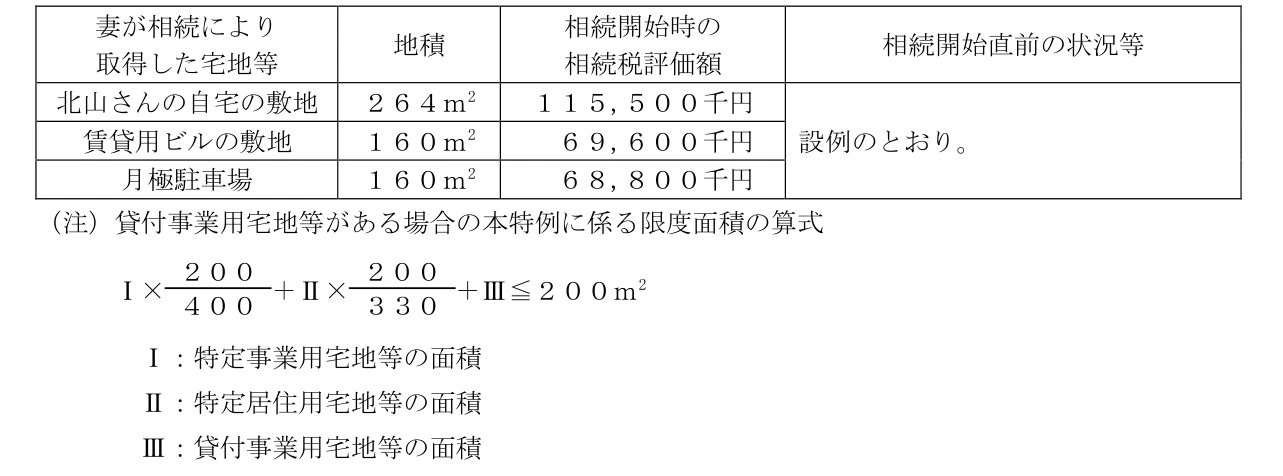 妻が相続により
取得した宅地等
地積
相続開始時の
相続税評価額
相続開始直前の状況等
北山さんの自宅の敷地 ２６４m² １１５,５００千円
賃貸用ビルの敷地 １６０m² ６９,６００千円
設例のとおり。
月極駐車場 １６０m² ６８,８００千円
（注）貸付事業用宅地等がある場合の本特例に係る限度面積の算式
Ⅰ×２００/４００＋Ⅱ×２００/３３０＋Ⅲ≦２００m²
Ⅰ：特定事業用宅地等の面積
Ⅱ：特定居住用宅地等の面積
Ⅲ：貸付事業用宅地等の面積